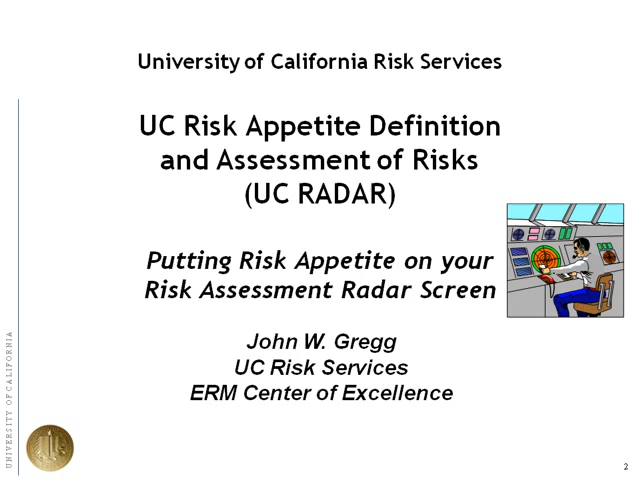 University of California Risk Services
UC Risk Appetite Definition
and Assessment of Risks
(UC RADAR)
Putting Risk Appetite on your
Risk Assessment Radar Screen
John W. Gregg
UC Risk Services
ERM Center of Excellence
UNIVERSITY OF CALIFORNIA
2